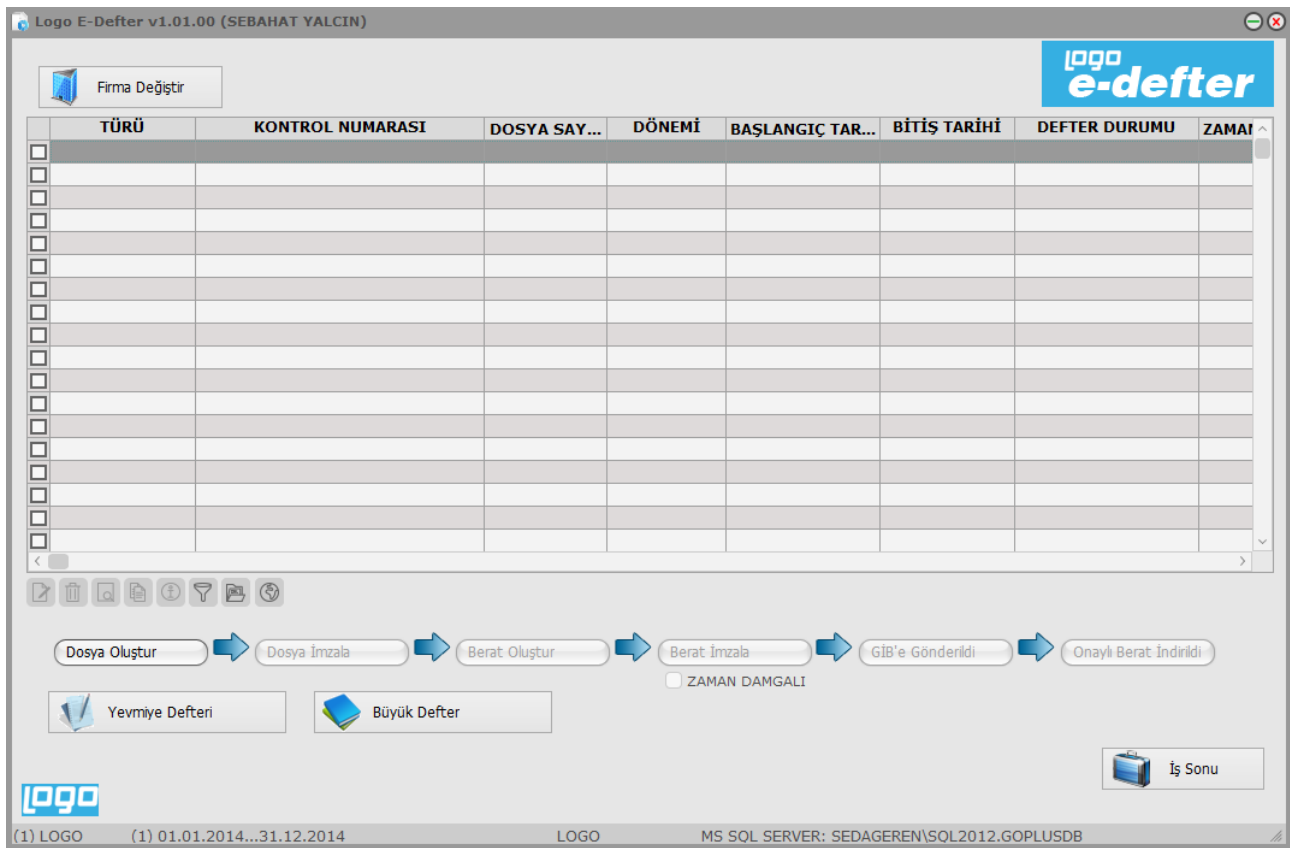 Logo E-Defter v1.01.00 (SEBAHAT YALCIN)
Firma Değiştir
LOGO
e-defter
TÜRÜ KONTROL NUMARASI DOSYA SAY... DÖNEMİ BAŞLANGIÇ TAR... BİTİŞ TARİHİ DEFTER DURUMU ZAMAN
Dosya Oluştur Dosya İmzala Berat Oluştur Berat İmzala GİB'e Gönderildi Onaylı Berat İndirildi
ZAMAN DAMGALI
Yevmiye Defteri Büyük Defter
İş Sonu
LOGO
(1) LOGO (1) 01.01.2014...31.12.2014 LOGO MS SQL SERVER: SEDAGEREN\SQL2012.GOPLUSDB